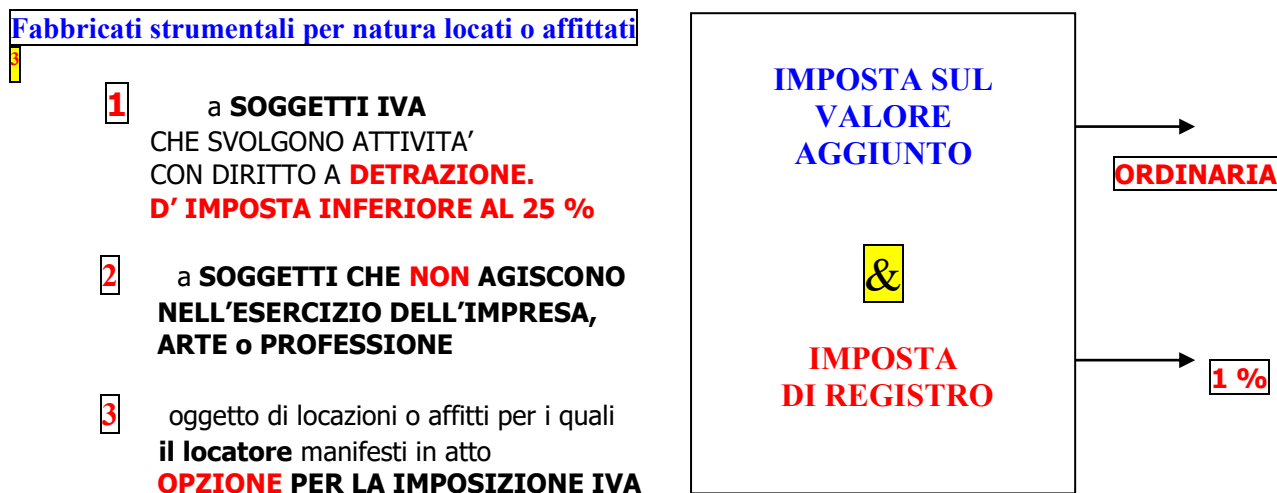 Fabbricati strumentali per natura locati o affittati
3
1 a SOGGETTI IVA
CHE SVOLGONO ATTIVITA’
CON DIRITTO A DETRAZIONE.
D’ IMPOSTA INFERIORE AL 25 %
2 a SOGGETTI CHE NON AGISCONO
NELL’ESERCIZIO DELL’IMPRESA,
ARTE o PROFESSIONE
3 oggetto di locazioni o affitti per i quali
il locatore manifesti in atto
OPZIONE PER LA IMPOSIZIONE IVA
IMPOSTA SUL
VALORE
AGGIUNTO
ORDINARIA
&
IMPOSTA
DI REGISTRO
1 %